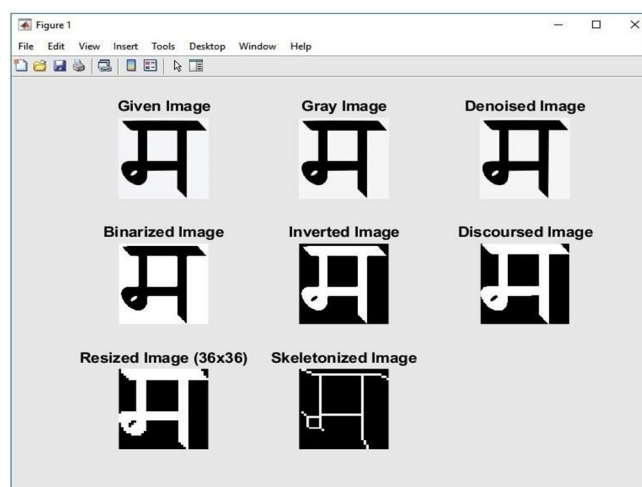 Figure 1
File Edit View Insert Tools Desktop Window Help
Given Image Gray Image Denoised Image
म म म
Binarized Image Inverted Image Discoursed Image
म म म
Resized Image (36x36) Skeletonized Image
म म